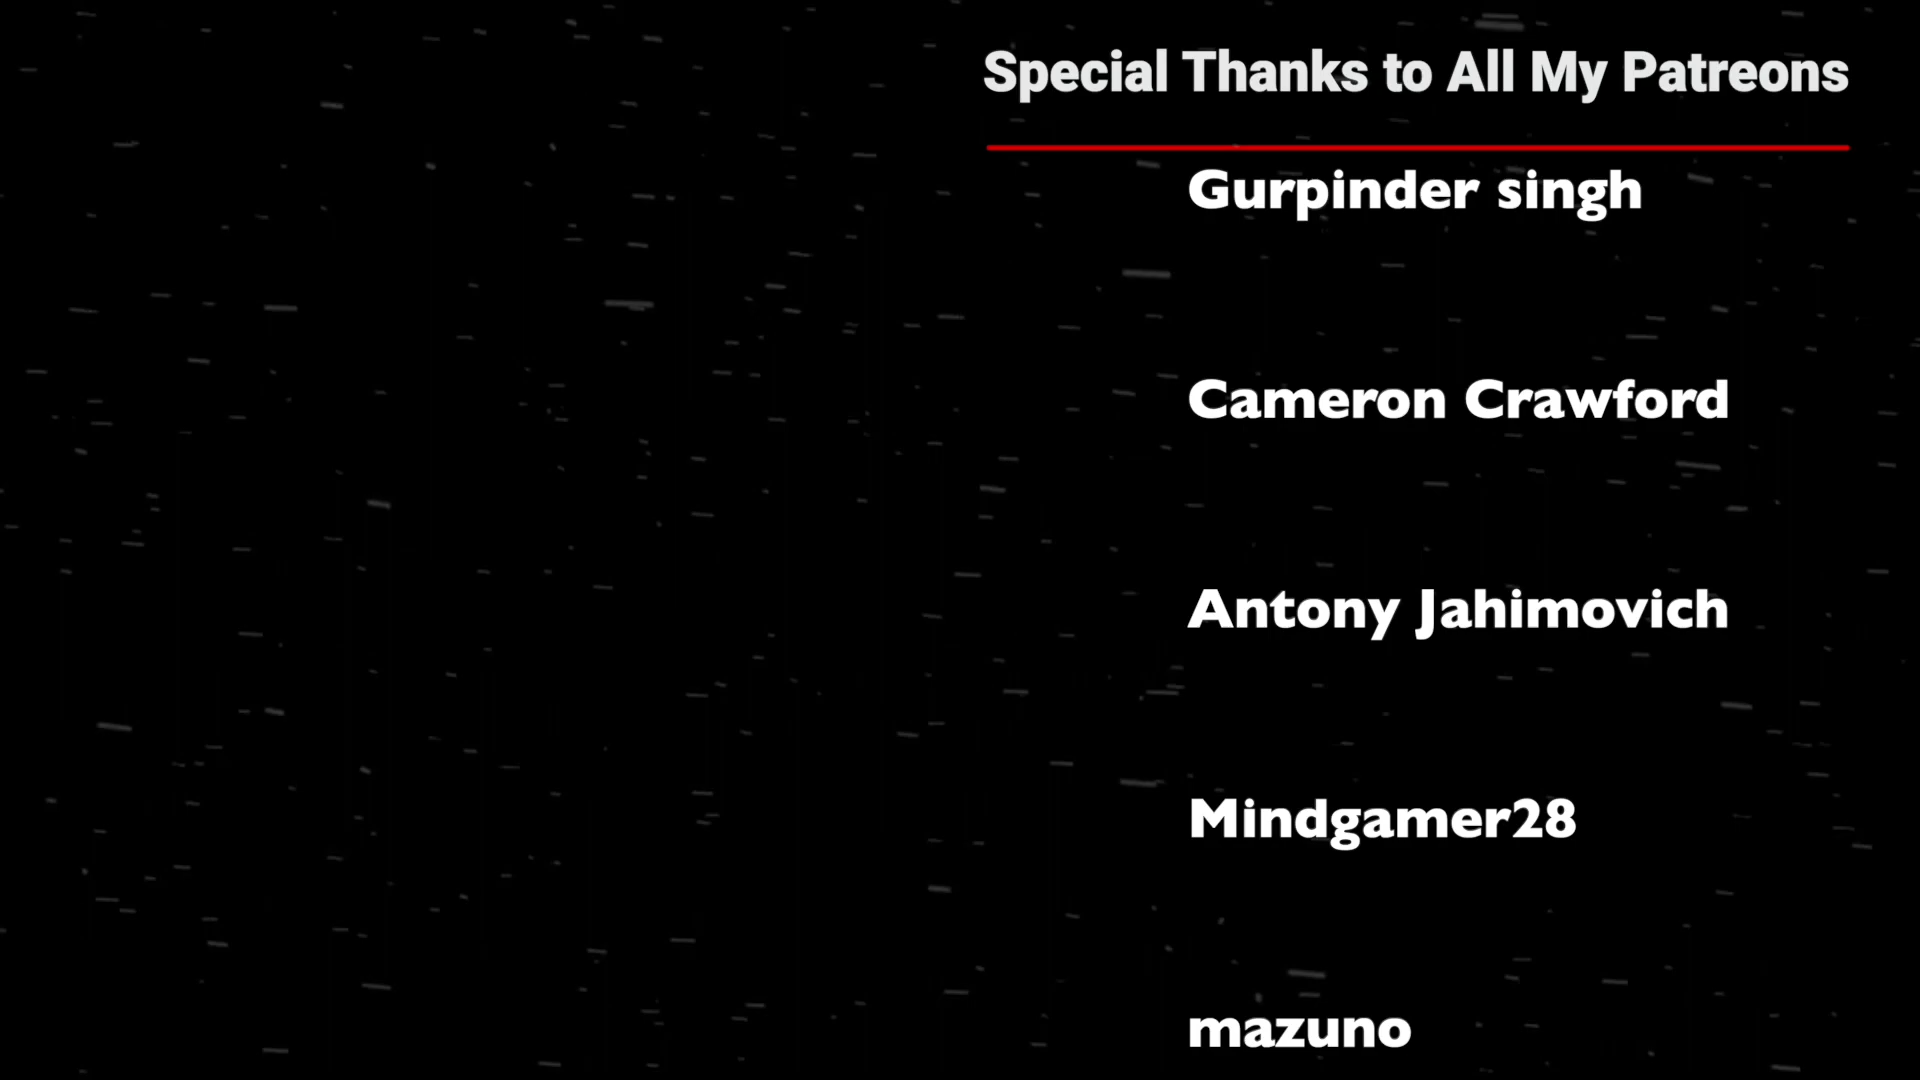 Special Thanks to All My Patreons
Gurpinder singh
Cameron Crawford
Antony Jahimovich
Mindgamer28
mazuno